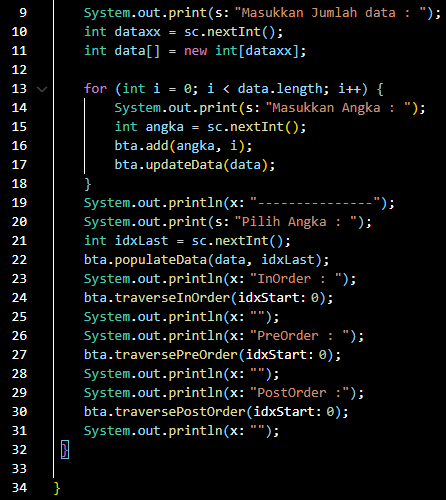 9 System.out.print(s: "Masukkan Jumlah data : ");
10 int dataxx = sc.nextInt();
11 int data[] = new int[dataxx];
12
13 for (int i = 0; i < data.length; i++) {
14 System.out.print(s: "Masukkan Angka : ");
15 int angka = sc.nextInt();
16 bta.add(angka, i);
17 bta.updateData(data);
18 }
19 System.out.println(x: "---------------");
20 System.out.print(s: "Pilih Angka : ");
21 int idxLast = sc.nextInt();
22 bta.populateData(data, idxLast);
23 System.out.println(x: "InOrder : ");
24 bta.traverseInOrder(idxStart: 0);
25 System.out.println(x: "");
26 System.out.println(x: "PreOrder : ");
27 bta.traversePreOrder(idxStart: 0);
28 System.out.println(x: "");
29 System.out.println(x: "PostOrder :");
30 bta.traversePostOrder(idxStart: 0);
31 System.out.println(x: "");
32 }
33
34 }